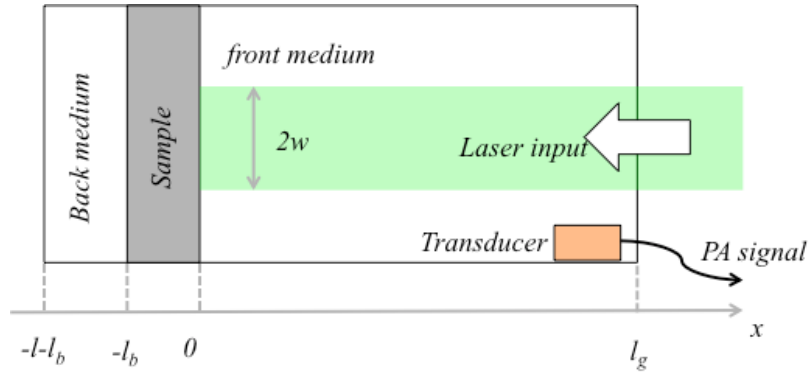 front medium
Back medium
Sample
2w
Laser input
Transducer
PA signal
-l-l_b
-l_b
0
l_g
x